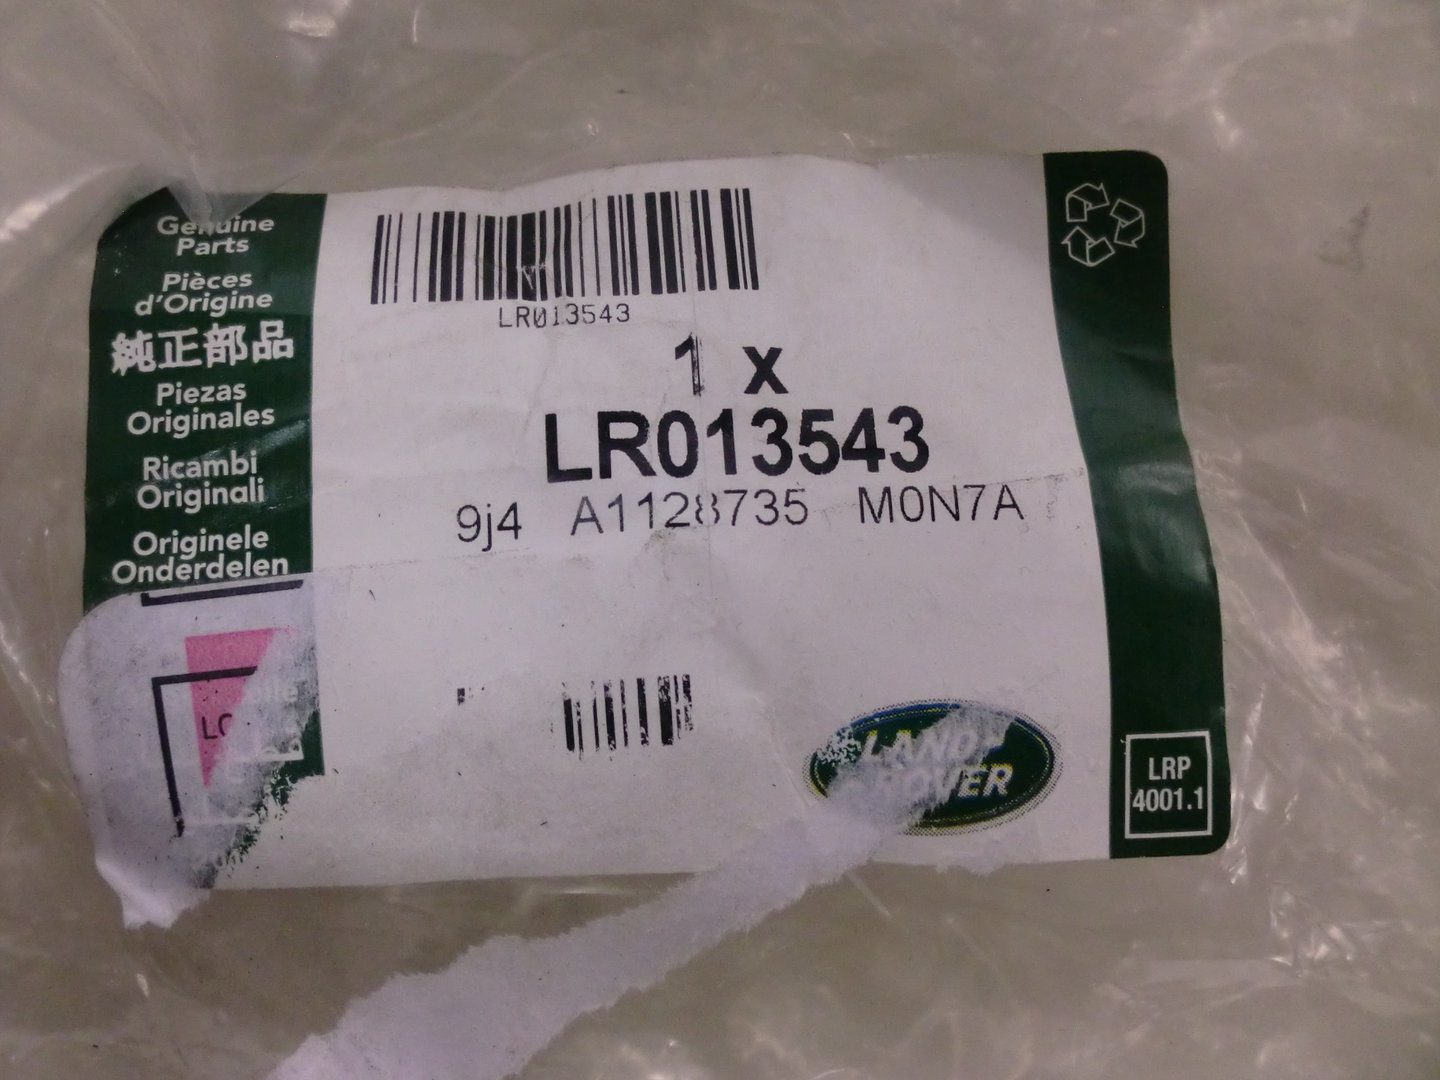 Genuine
Parts
Pièces
d'Origine
純正部品
Piezas
Originales
Ricambi
Originali
Originele
Onderdelen
LR013543
1 x
LR013543
9j4 A1128735 M0N7A
LAND
ROVER
LRP
4001.1